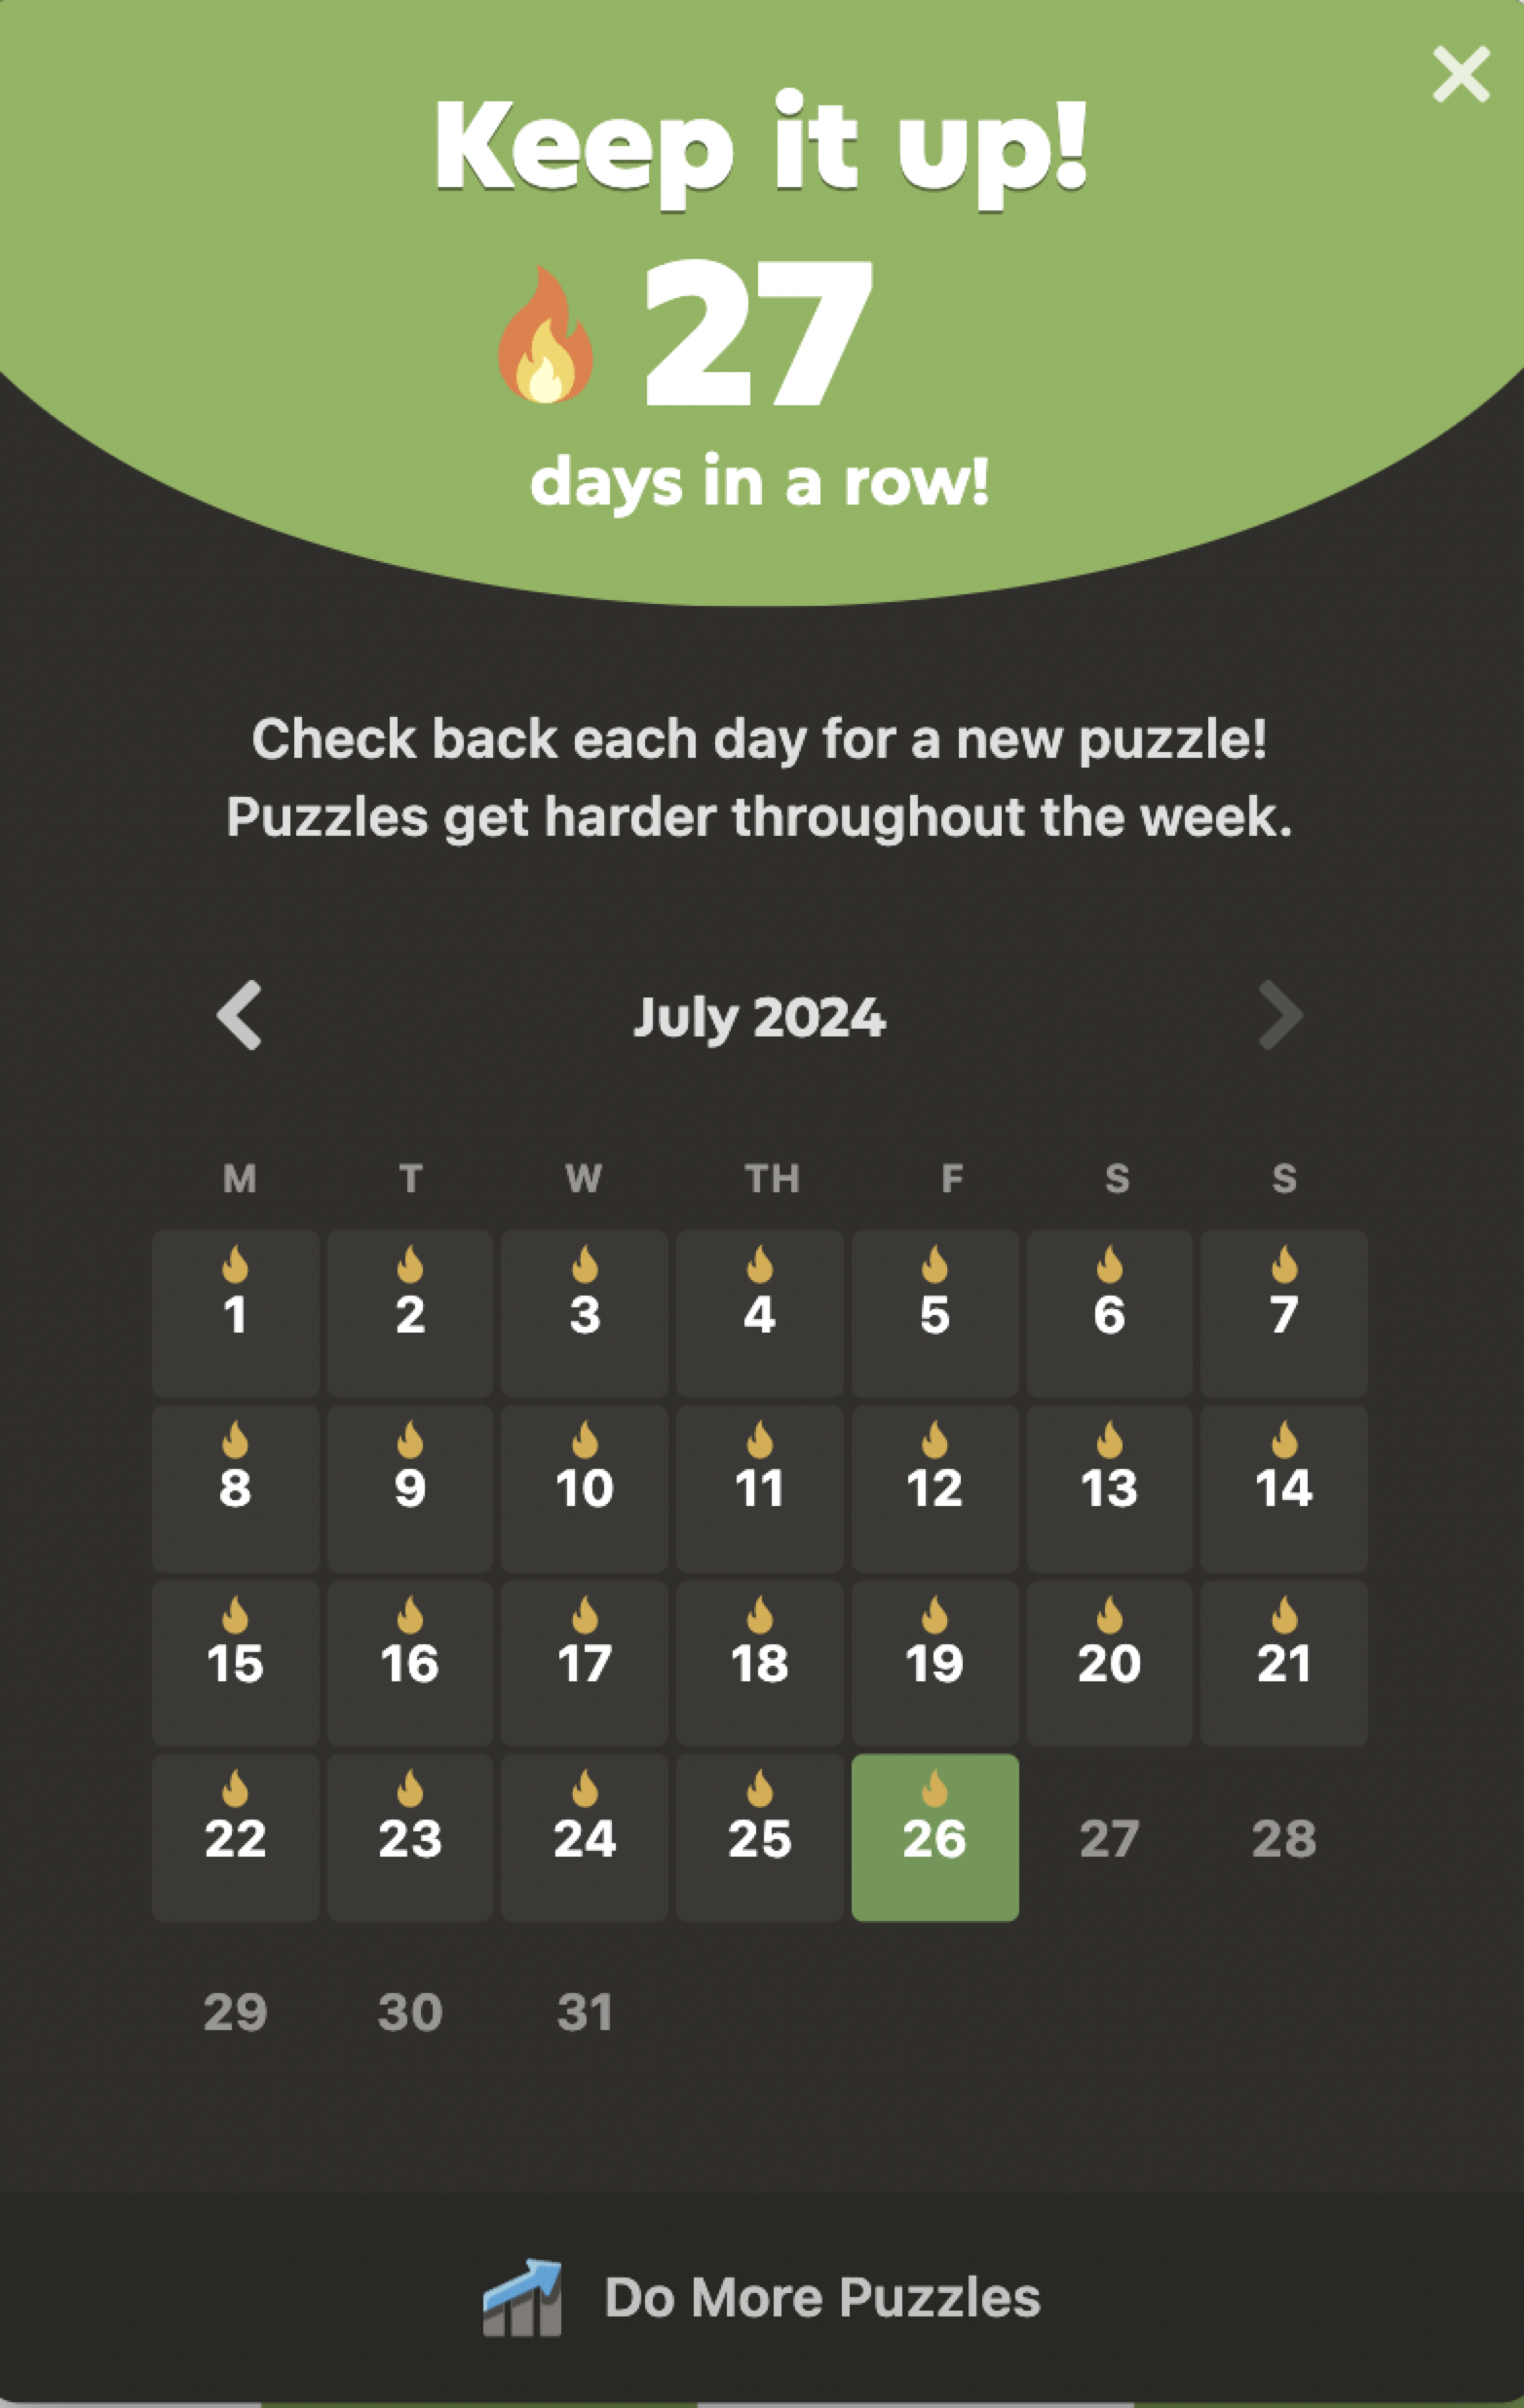 Keep it up!
27
days in a row!
Check back each day for a new puzzle!
Puzzles get harder throughout the week.
July 2024
M T W TH F S S
1 2 3 4 5 6 7
8 9 10 11 12 13 14
15 16 17 18 19 20 21
22 23 24 25 26 27 28
29 30 31
Do More Puzzles